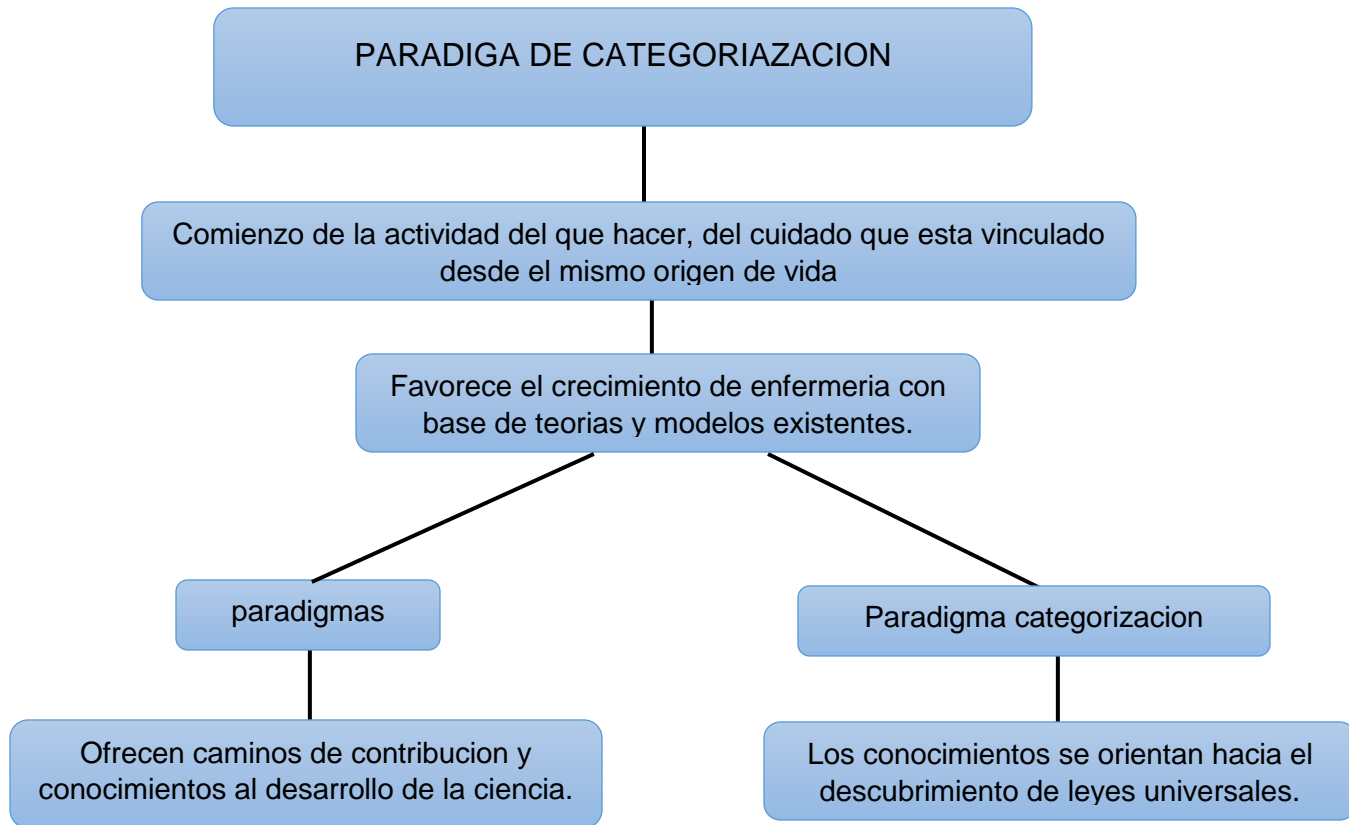 PARADIGA DE CATEGORIAZACION
Comienzo de la actividad del que hacer, del cuidado que esta vinculado
desde el mismo origen de vida
Favorece el crecimiento de enfermeria con
base de teorias y modelos existentes.
paradigmas
Paradigma categorizacion
Ofrecen caminos de contribucion y
conocimientos al desarrollo de la ciencia.
Los conocimientos se orientan hacia el
descubrimiento de leyes universales.